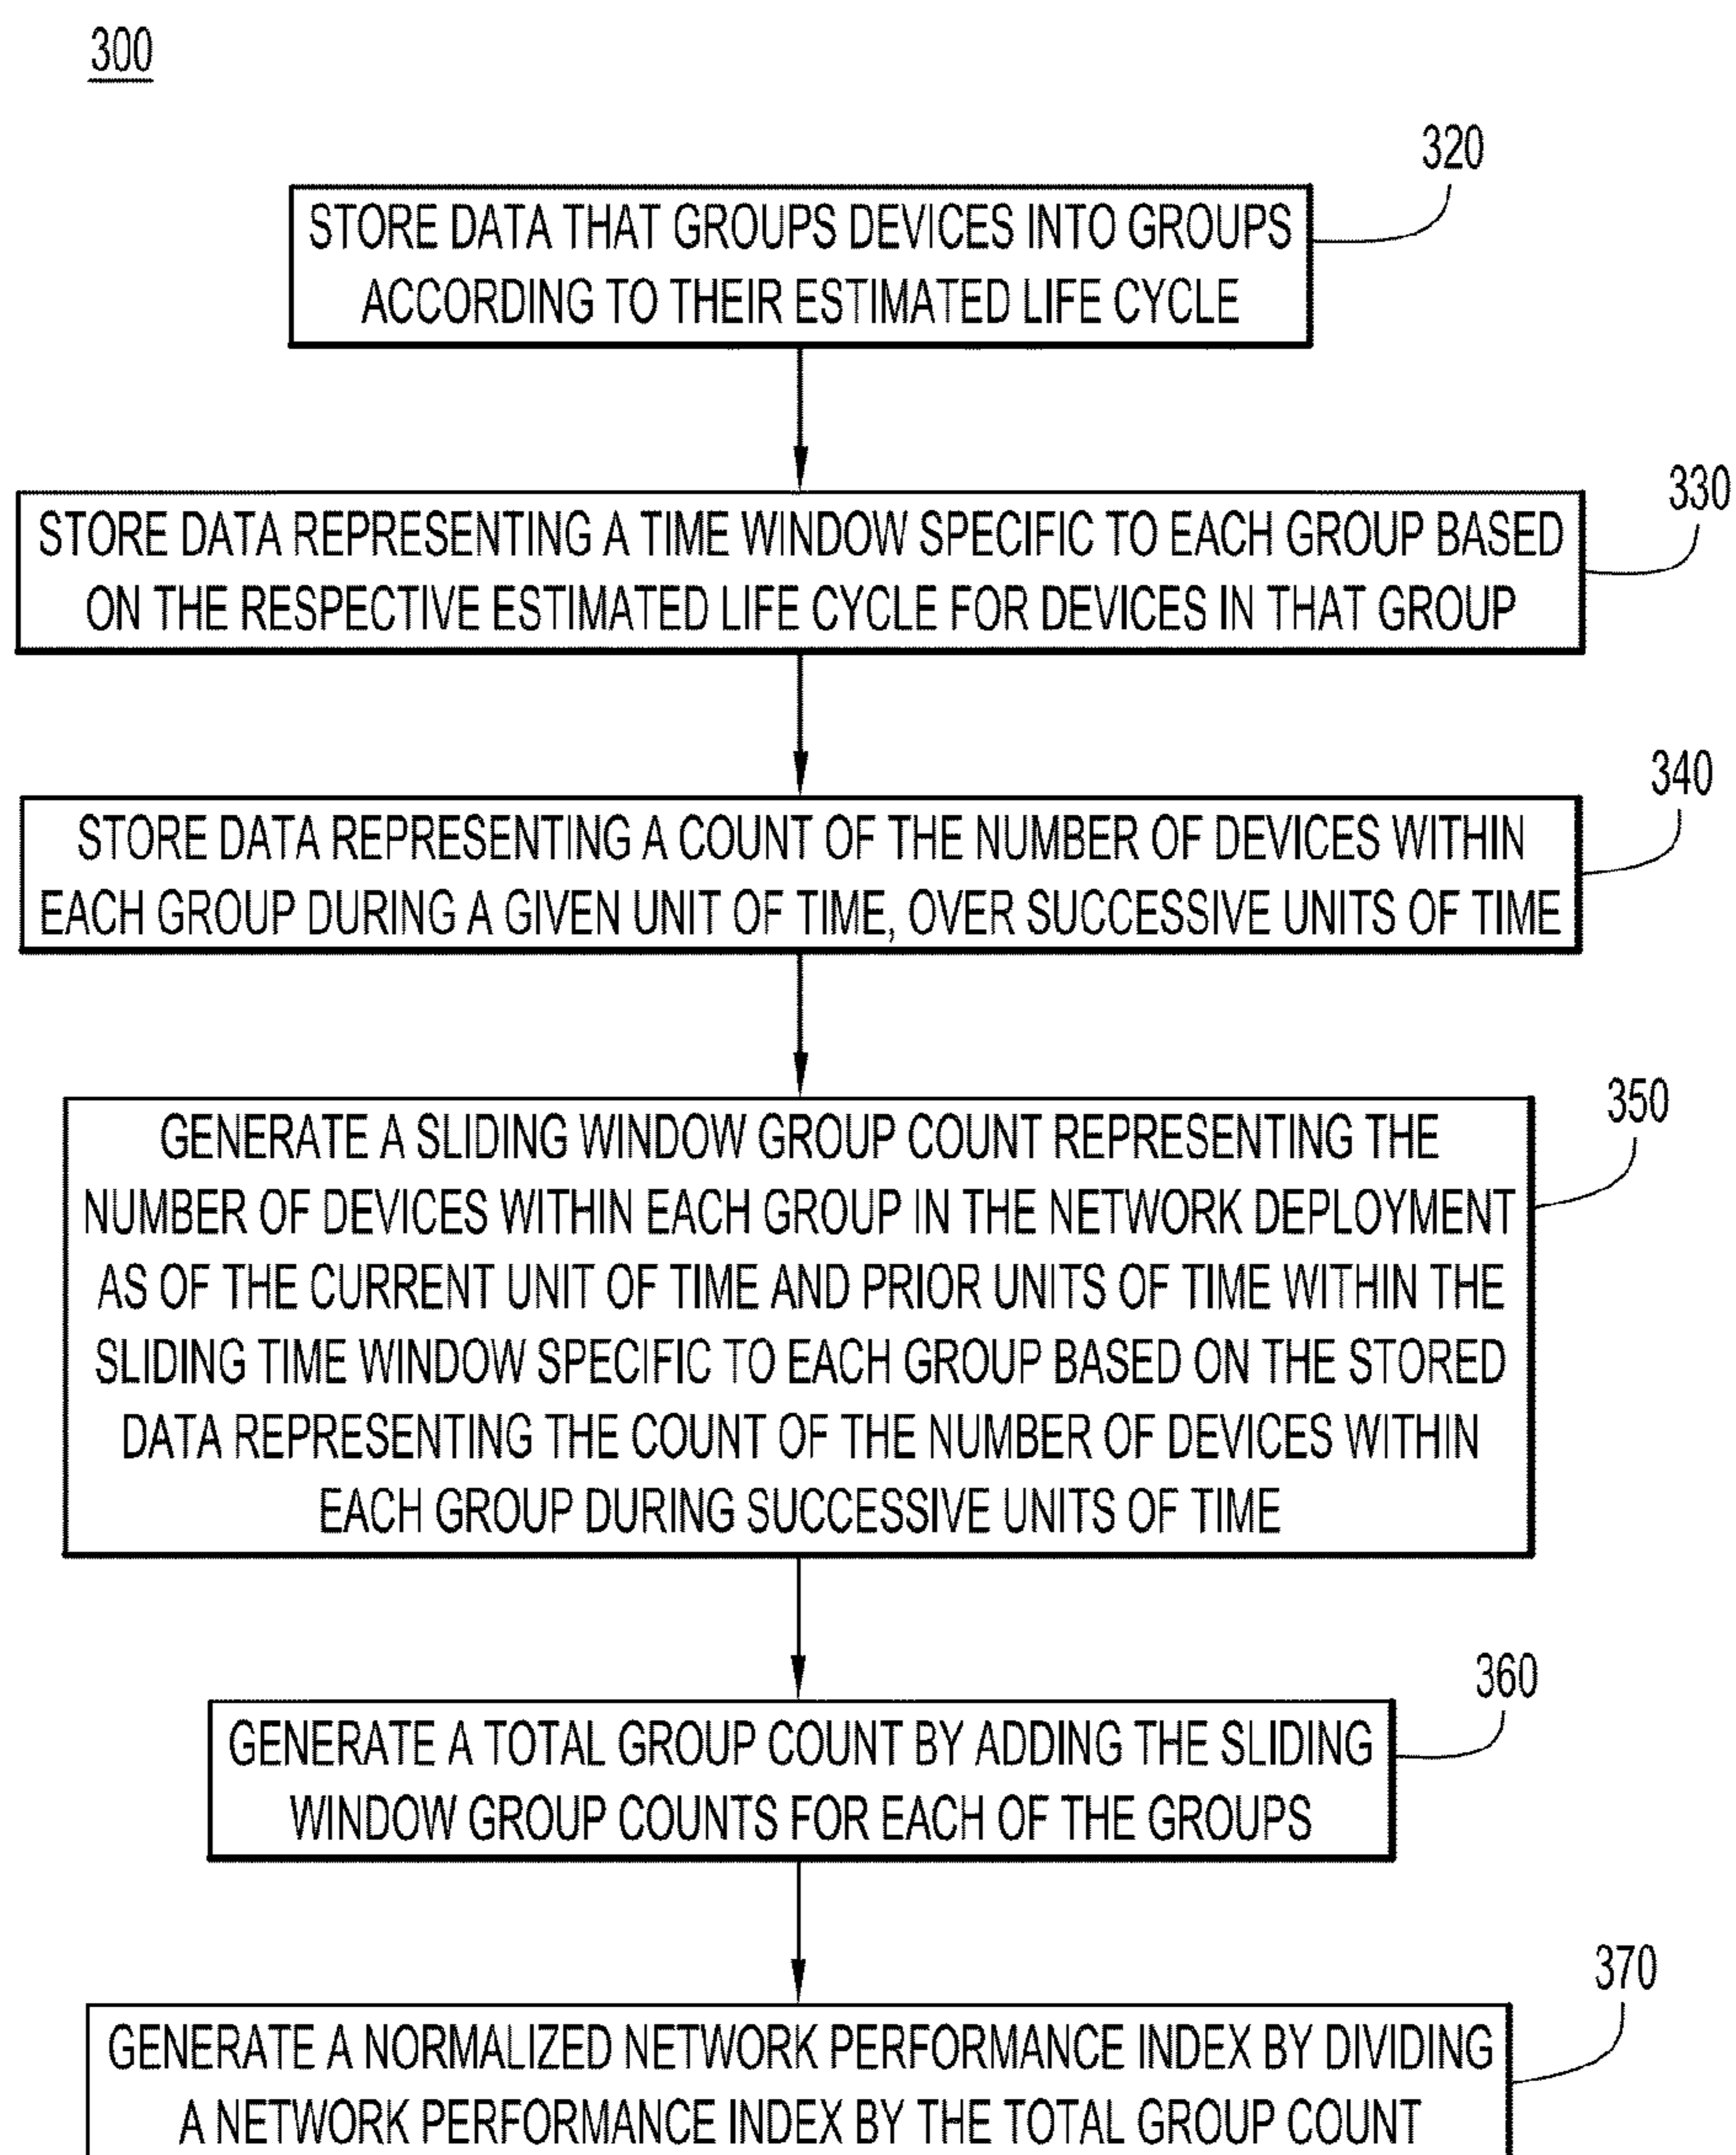 300
320
STORE DATA THAT GROUPS DEVICES INTO GROUPS
ACCORDING TO THEIR ESTIMATED LIFE CYCLE
330
STORE DATA REPRESENTING A TIME WINDOW SPECIFIC TO EACH GROUP BASED
ON THE RESPECTIVE ESTIMATED LIFE CYCLE FOR DEVICES IN THAT GROUP
340
STORE DATA REPRESENTING A COUNT OF THE NUMBER OF DEVICES WITHIN
EACH GROUP DURING A GIVEN UNIT OF TIME, OVER SUCCESSIVE UNITS OF TIME
350
GENERATE A SLIDING WINDOW GROUP COUNT REPRESENTING THE
NUMBER OF DEVICES WITHIN EACH GROUP IN THE NETWORK DEPLOYMENT
AS OF THE CURRENT UNIT OF TIME AND PRIOR UNITS OF TIME WITHIN THE
SLIDING TIME WINDOW SPECIFIC TO EACH GROUP BASED ON THE STORED
DATA REPRESENTING THE COUNT OF THE NUMBER OF DEVICES WITHIN
EACH GROUP DURING SUCCESSIVE UNITS OF TIME
360
GENERATE A TOTAL GROUP COUNT BY ADDING THE SLIDING
WINDOW GROUP COUNTS FOR EACH OF THE GROUPS
370
GENERATE A NORMALIZED NETWORK PERFORMANCE INDEX BY DIVIDING
A NETWORK PERFORMANCE INDEX BY THE TOTAL GROUP COUNT